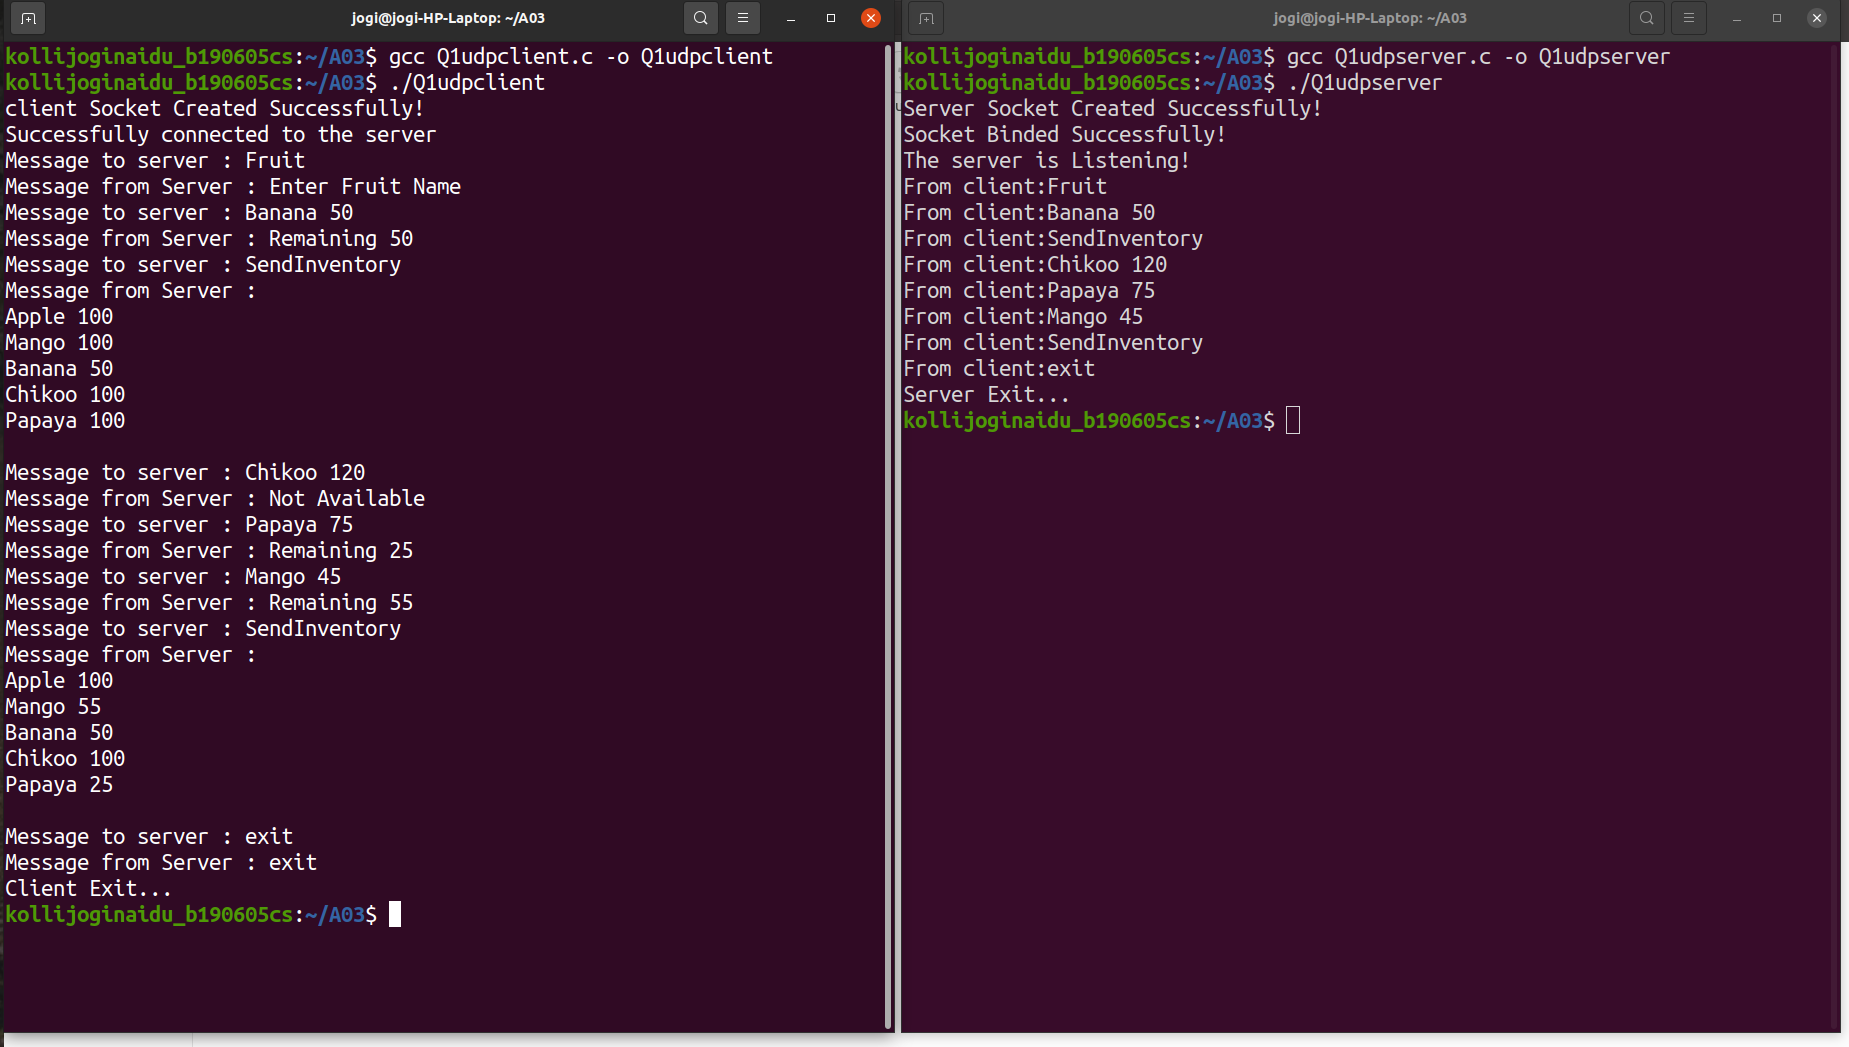 jogi@jogi-HP-Laptop: ~/A03
kollijoginaidu_b190605cs:~/A03$ gcc Q1udpclient.c -o Q1udpclient
kollijoginaidu_b190605cs:~/A03$ ./Q1udpclient
client Socket Created Successfully!
Successfully connected to the server
Message to server : Fruit
Message from Server : Enter Fruit Name
Message to server : Banana 50
Message from Server : Remaining 50
Message to server : SendInventory
Message from Server :
Apple 100
Mango 100
Banana 50
Chikoo 100
Papaya 100
Message to server : Chikoo 120
Message from Server : Not Available
Message to server : Papaya 75
Message from Server : Remaining 25
Message to server : Mango 45
Message from Server : Remaining 55
Message to server : SendInventory
Message from Server :
Apple 100
Mango 55
Banana 50
Chikoo 100
Papaya 25
Message to server : exit
Message from Server : exit
Client Exit...
kollijoginaidu_b190605cs:~/A03$
jogi@jogi-HP-Laptop: ~/A03
kollijoginaidu_b190605cs:~/A03$ gcc Q1udpserver.c -o Q1udpserver
kollijoginaidu_b190605cs:~/A03$ ./Q1udpserver
Server Socket Created Successfully!
Socket Binded Successfully!
The server is Listening!
From client:Fruit
From client:Banana 50
From client:SendInventory
From client:Chikoo 120
From client:Papaya 75
From client:Mango 45
From client:SendInventory
From client:exit
Server Exit...
kollijoginaidu_b190605cs:~/A03$